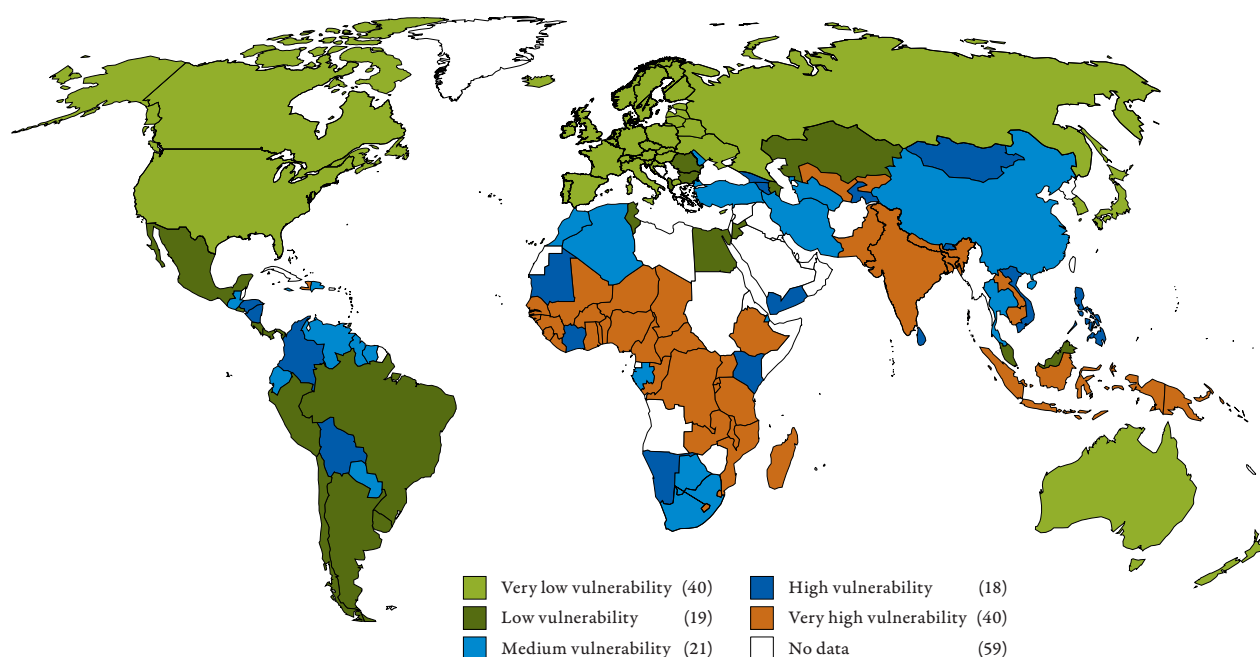 Very low vulnerability (40)
Low vulnerability (19)
Medium vulnerability (21)
High vulnerability (18)
Very high vulnerability (40)
No data (59)